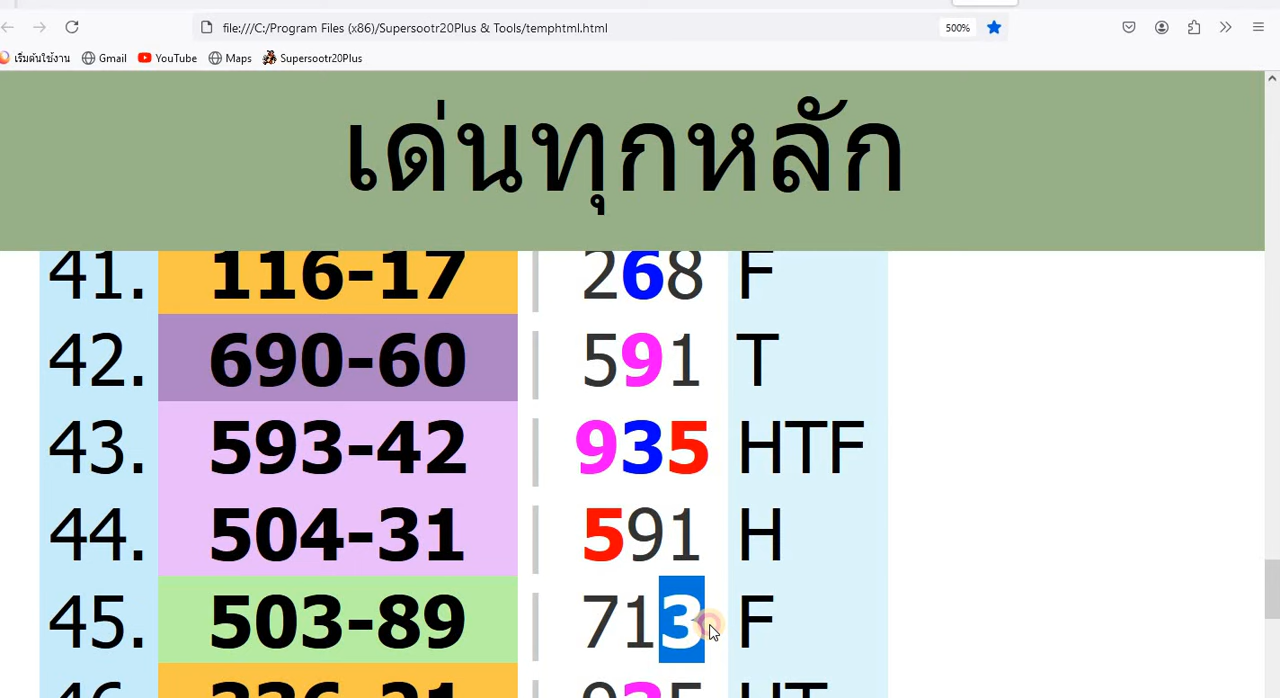 file:///C:/Program Files (x86)/Supersootr20Plus & Tools/temphtml.html 500%
เริ่มต้นใช้งาน Gmail YouTube Maps Supersootr20Plus
เด่นทุกหลัก
41. 116-17 268 F
42. 690-60 591 T
43. 593-42 935 HTF
44. 504-31 591 H
45. 503-89 713 F